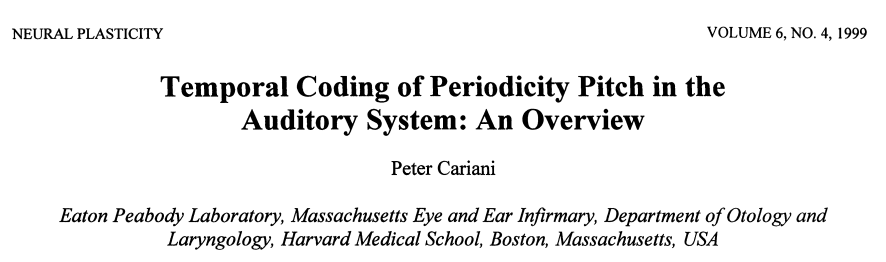 NEURAL PLASTICITY
VOLUME 6, NO. 4, 1999
Temporal Coding of Periodicity Pitch in the
Auditory System: An Overview
Peter Cariani
Eaton Peabody Laboratory, Massachusetts Eye and Ear Infirmary, Department of Otology and
Laryngology, Harvard Medical School, Boston, Massachusetts, USA